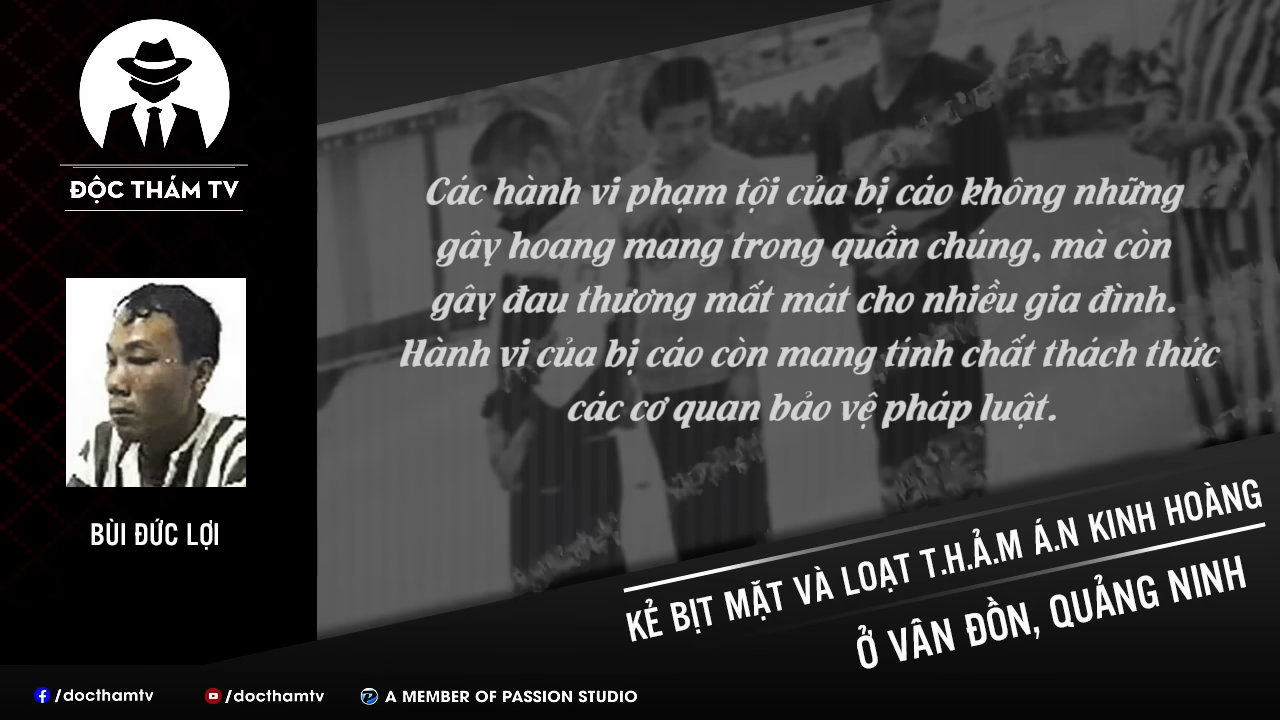 ĐỘC THÁM TV
BÙI ĐỨC LỢI
Các hành vi phạm tội của bị cáo không những
gây hoang mang trong quần chúng, mà còn
gây đau thương mất mát cho nhiều gia đình.
Hành vi của bị cáo còn mang tính chất thách thức
các cơ quan bảo vệ pháp luật.
KẺ BỊT MẶT VÀ LOẠT T.H.Ả.M Á.N KINH HOÀNG
Ở VÂN ĐỒN, QUẢNG NINH
/docthamtv
/docthamtv
A MEMBER OF PASSION STUDIO